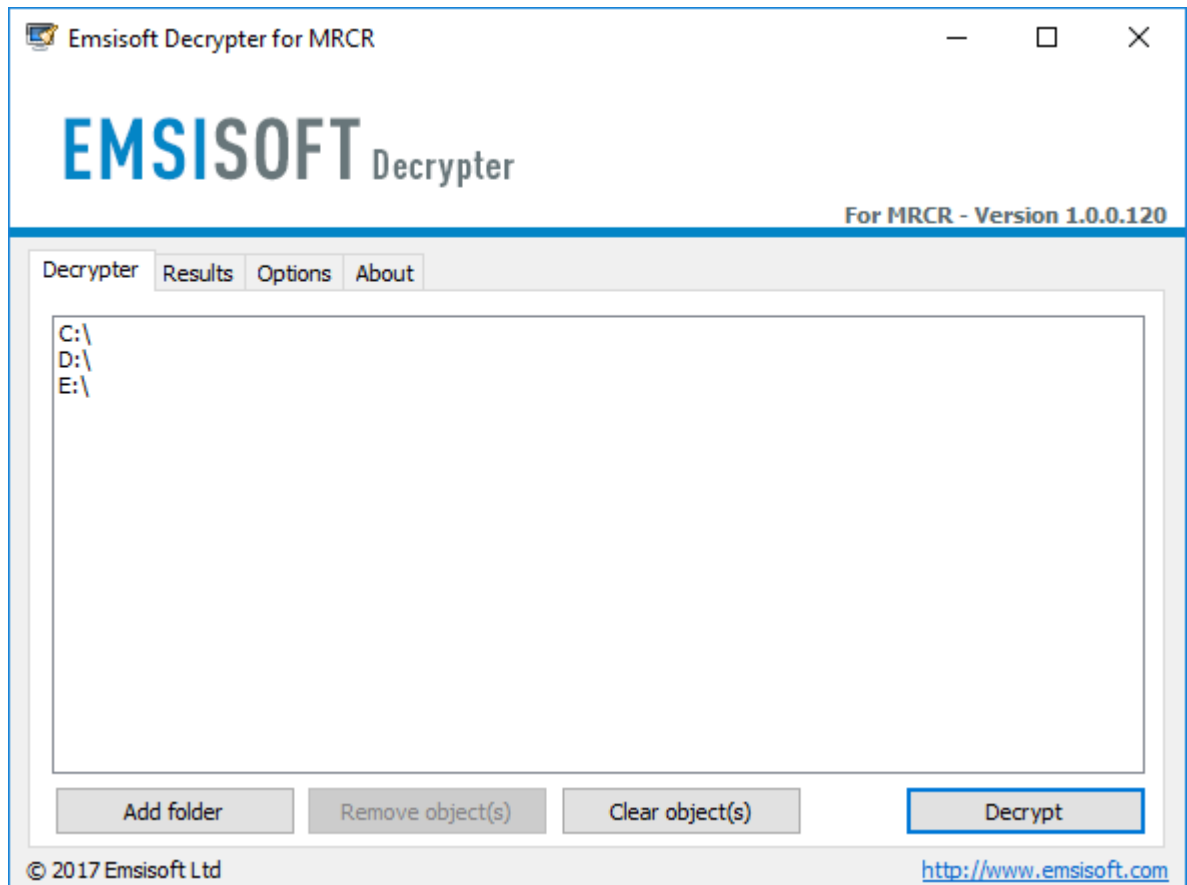 Emsisoft Decrypter for MRCR
EMSISOFT Decrypter
For MRCR - Version 1.0.0.120
Decrypter Results Options About
C:\
D:\
E:\
Add folder Remove object(s) Clear object(s) Decrypt
© 2017 Emsisoft Ltd http://www.emsisoft.com